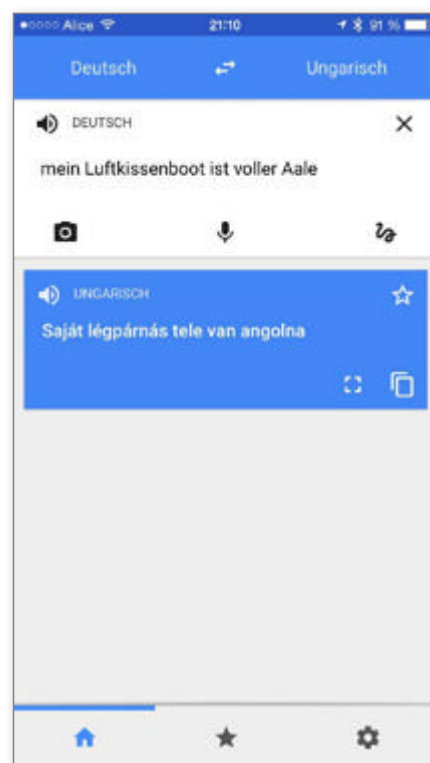 Alice 21:10 91 %
Deutsch Ungarisch
DEUTSCH
mein Luftkissenboot ist voller Aale
UNGARISCH
Saját légpárnás tele van angolna